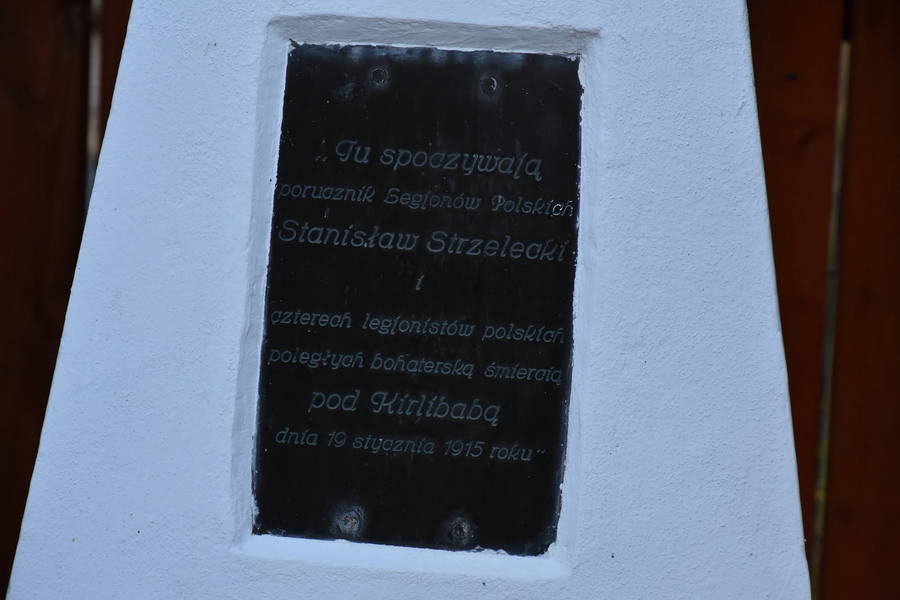 „Tu spoczywają
porucznik Legjonów Polskich
Stanisław Strzelecki
i
czterech legjonistów polskich
poległych bohaterską śmiercią
pod Kirlibabą
dnia 19 stycznia 1915 roku”